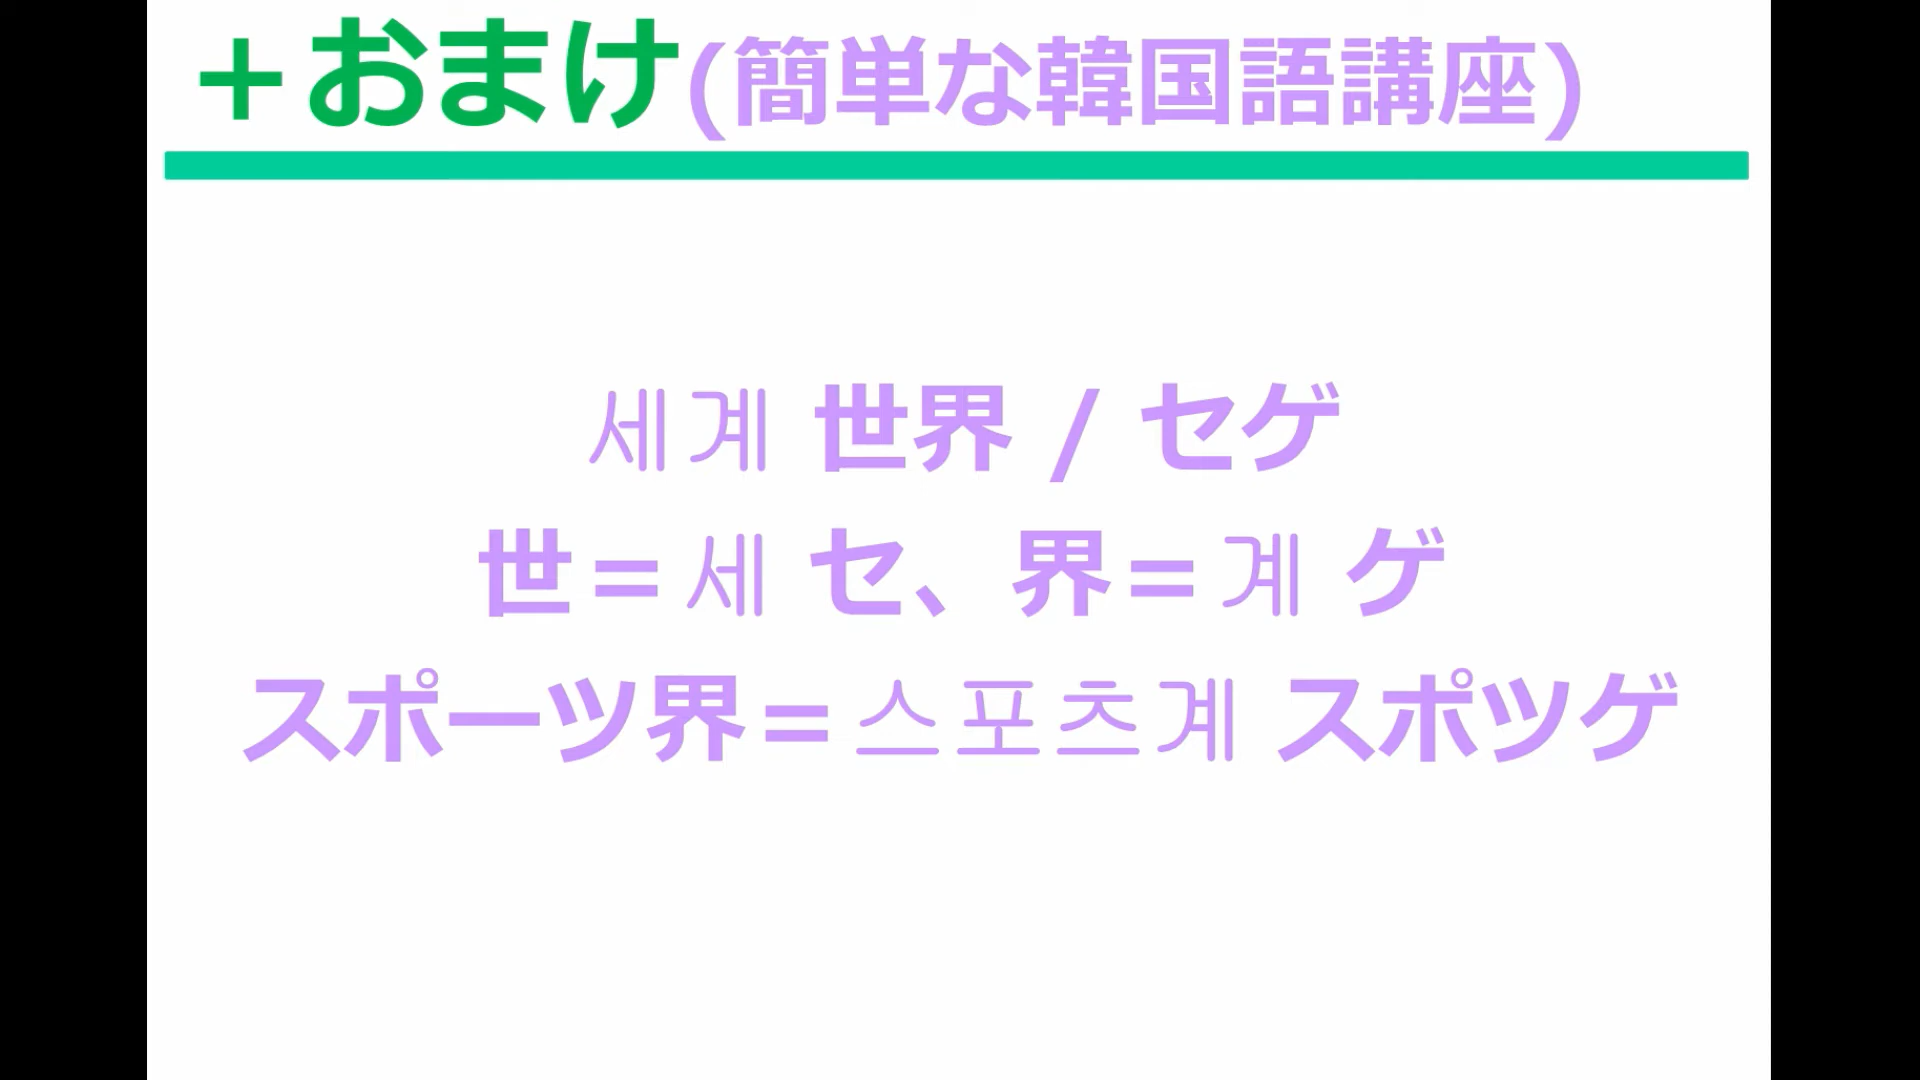 ＋おまけ(簡単な韓国語講座)
세계 世界 / セゲ
世=세 セ、界=계 ゲ
スポーツ界=스포츠계 スポツゲ